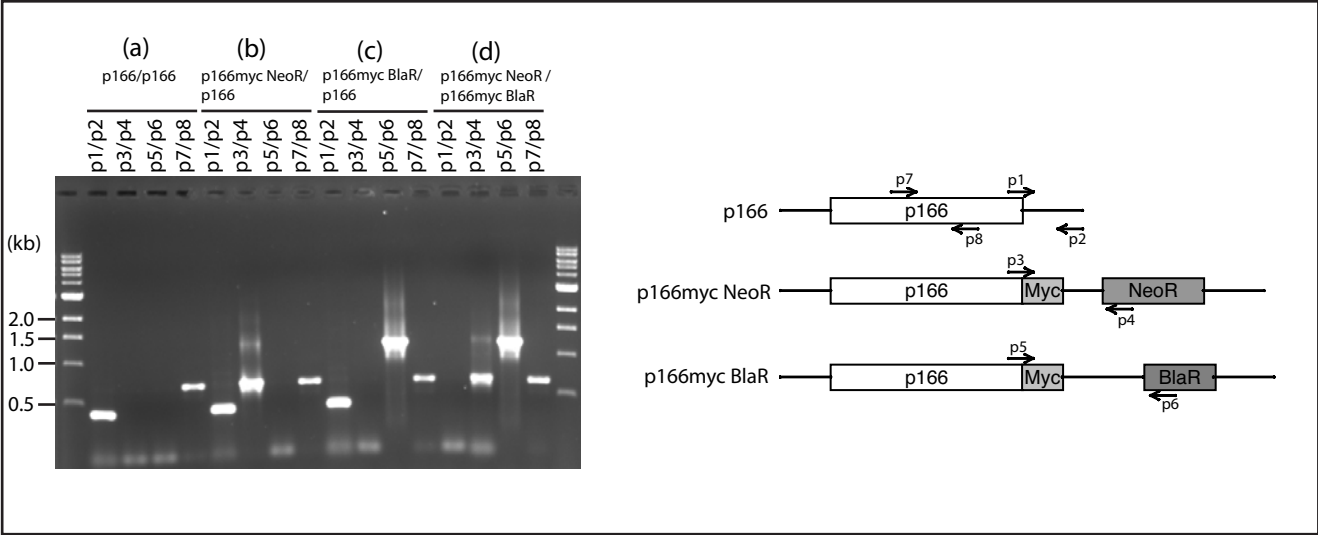 (a) (b) (c) (d)
p166/p166 p166myc NeoR/ p166myc BlaR/ p166myc NeoR /
p166 p166 p166myc BlaR
p1/p2 p3/p4 p5/p6 p7/p8 p1/p2 p3/p4 p5/p6 p7/p8 p1/p2 p3/p4 p5/p6 p7/p8 p1/p2 p3/p4 p5/p6 p7/p8
(kb)
2.0
1.5
1.0
0.5
p7 p1
p166 p166
p8 p2
p3
p166myc NeoR p166 Myc NeoR
p4
p5
p166myc BlaR p166 Myc BlaR
p6